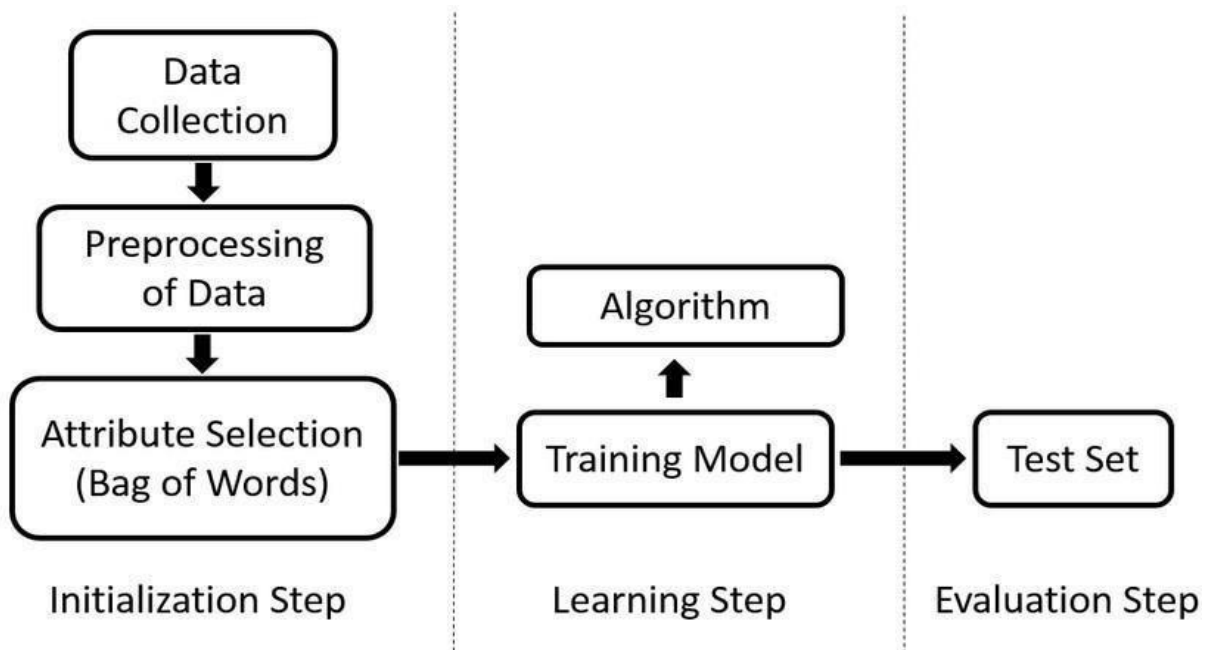 Data
Collection
Preprocessing
of Data
Attribute Selection
(Bag of Words)
Initialization Step
Algorithm
Training Model
Learning Step
Test Set
Evaluation Step